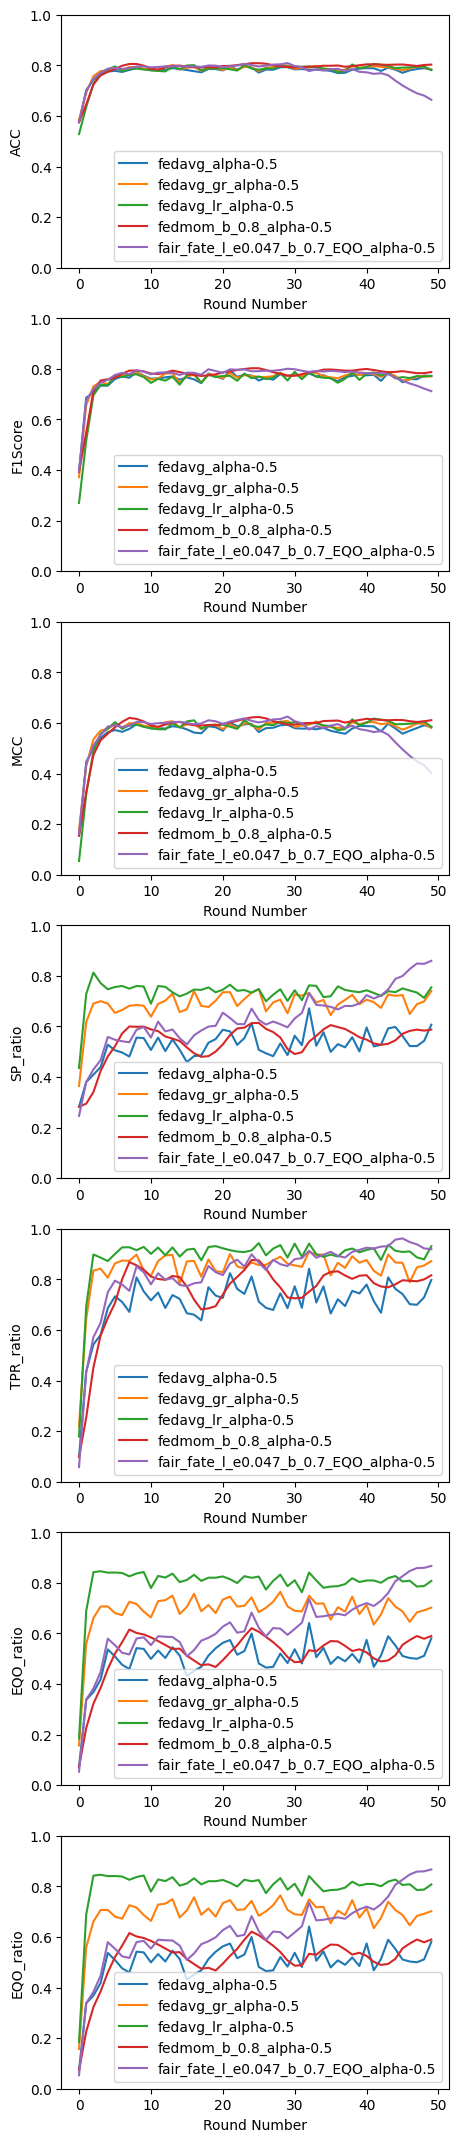 1.0
0.8
0.6
0.4
0.2
0.0
ACC
fedavg_alpha-0.5
fedavg_gr_alpha-0.5
fedavg_lr_alpha-0.5
fedmom_b_0.8_alpha-0.5
fair_fate_l_e0.047_b_0.7_EQO_alpha-0.5
0 10 20 30 40 50
Round Number
1.0
0.8
0.6
0.4
0.2
0.0
F1Score
fedavg_alpha-0.5
fedavg_gr_alpha-0.5
fedavg_lr_alpha-0.5
fedmom_b_0.8_alpha-0.5
fair_fate_l_e0.047_b_0.7_EQO_alpha-0.5
0 10 20 30 40 50
Round Number
1.0
0.8
0.6
0.4
0.2
0.0
MCC
fedavg_alpha-0.5
fedavg_gr_alpha-0.5
fedavg_lr_alpha-0.5
fedmom_b_0.8_alpha-0.5
fair_fate_l_e0.047_b_0.7_EQO_alpha-0.5
0 10 20 30 40 50
Round Number
1.0
0.8
0.6
0.4
0.2
0.0
SP_ratio
fedavg_alpha-0.5
fedavg_gr_alpha-0.5
fedavg_lr_alpha-0.5
fedmom_b_0.8_alpha-0.5
fair_fate_l_e0.047_b_0.7_EQO_alpha-0.5
0 10 20 30 40 50
Round Number
1.0
0.8
0.6
0.4
0.2
0.0
TPR_ratio
fedavg_alpha-0.5
fedavg_gr_alpha-0.5
fedavg_lr_alpha-0.5
fedmom_b_0.8_alpha-0.5
fair_fate_l_e0.047_b_0.7_EQO_alpha-0.5
0 10 20 30 40 50
Round Number
1.0
0.8
0.6
0.4
0.2
0.0
EQO_ratio
fedavg_alpha-0.5
fedavg_gr_alpha-0.5
fedavg_lr_alpha-0.5
fedmom_b_0.8_alpha-0.5
fair_fate_l_e0.047_b_0.7_EQO_alpha-0.5
0 10 20 30 40 50
Round Number
1.0
0.8
0.6
0.4
0.2
0.0
EQO_ratio
fedavg_alpha-0.5
fedavg_gr_alpha-0.5
fedavg_lr_alpha-0.5
fedmom_b_0.8_alpha-0.5
fair_fate_l_e0.047_b_0.7_EQO_alpha-0.5
0 10 20 30 40 50
Round Number